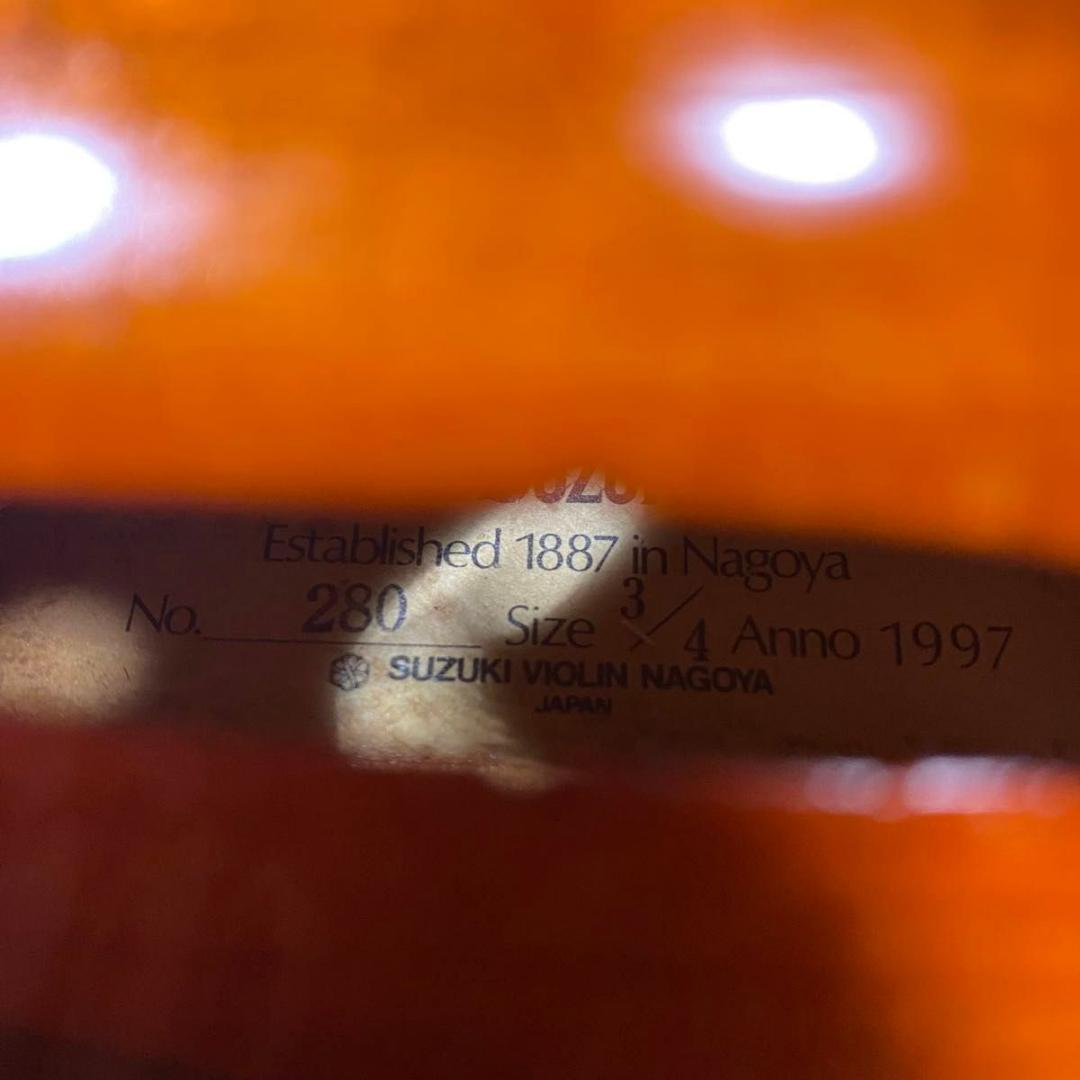 Established 1887 in Nagoya
No. 280 Size 3/4 Anno 1997
SUZUKI VIOLIN NAGOYA
JAPAN